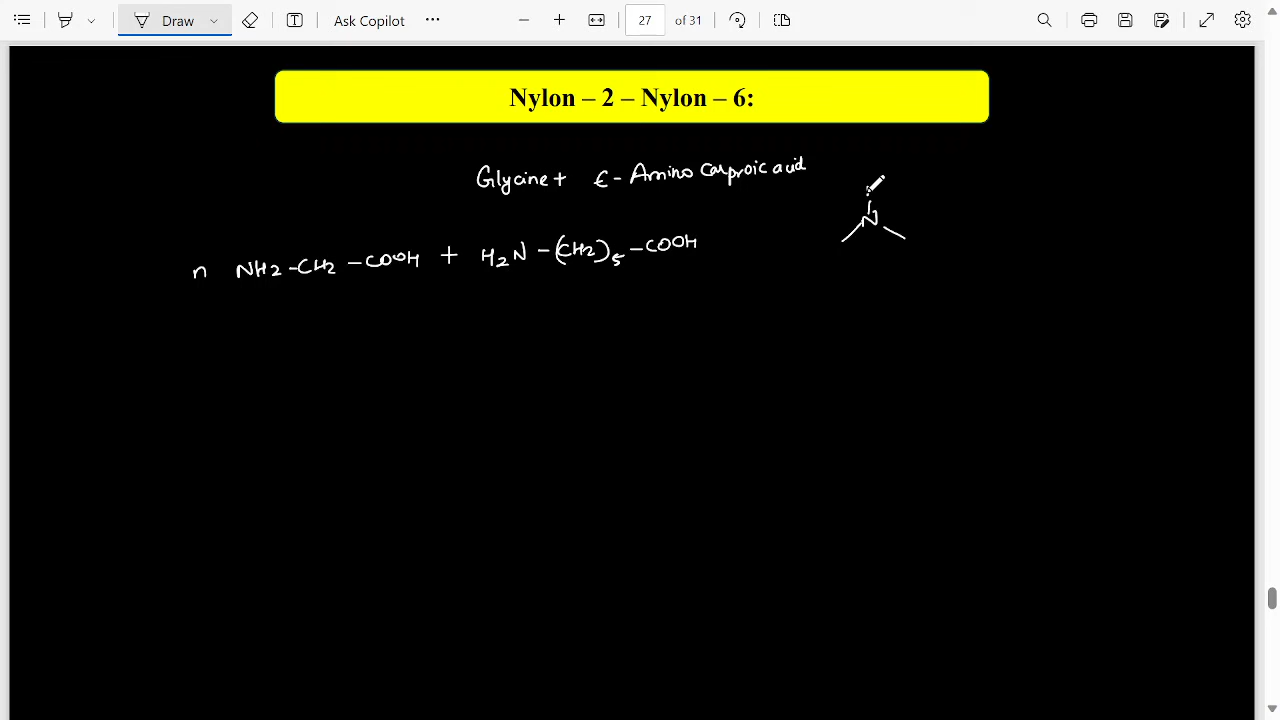 Draw
Ask Copilot
27 of 31
Nylon – 2 – Nylon – 6:
Glycine + ϵ - Amino Caproic acid
n NH2 - CH2 - COOH + H2N - (CH2)5 - COOH
N